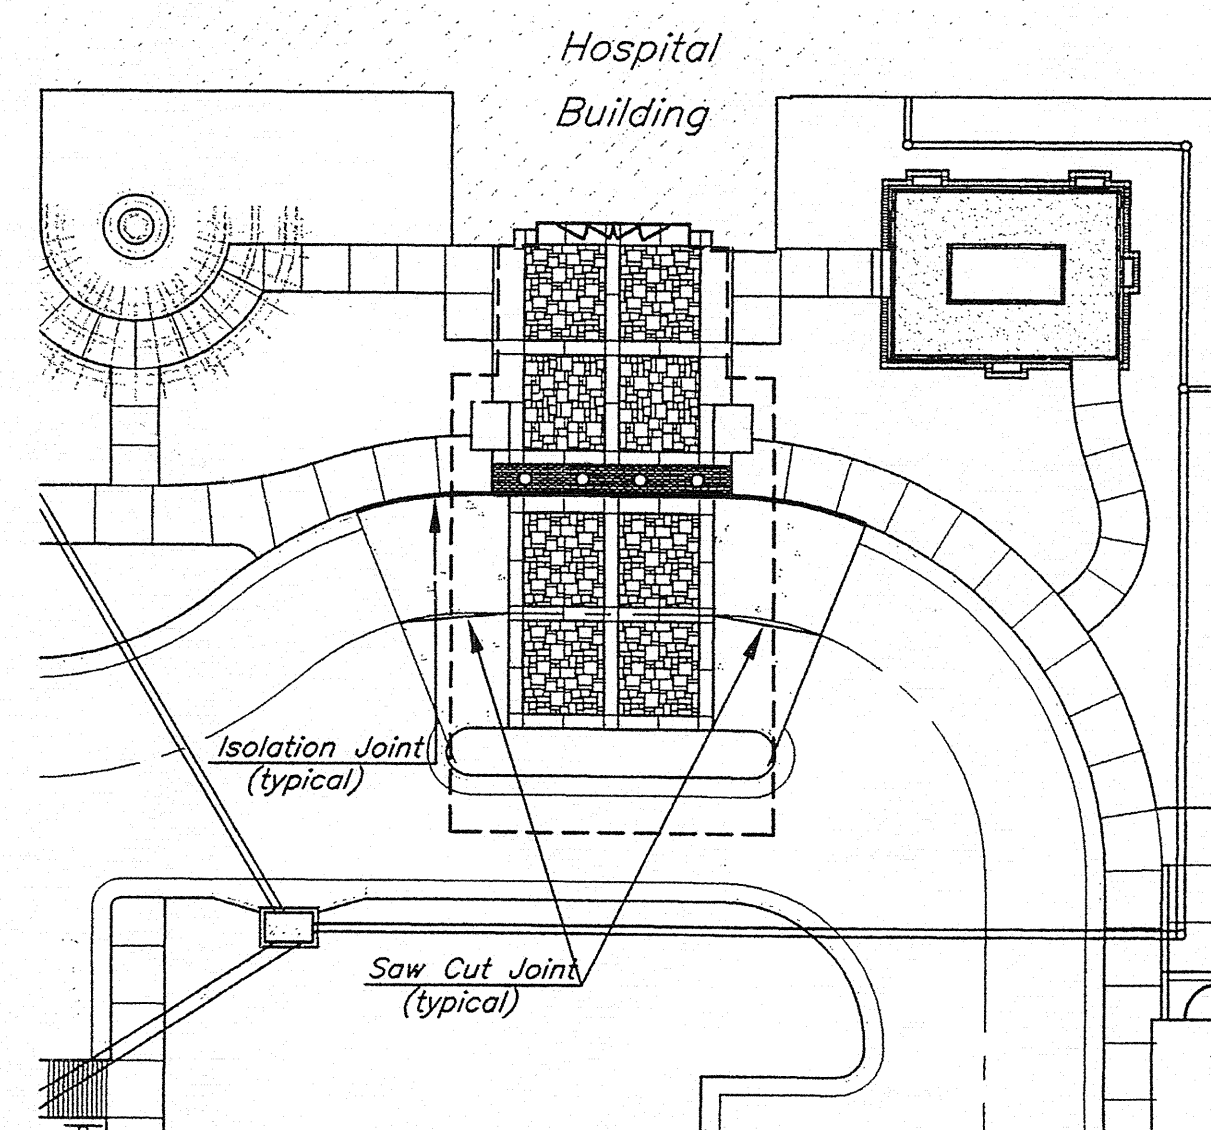 Hospital
Building
Isolation Joint
(typical)
Saw Cut Joint
(typical)